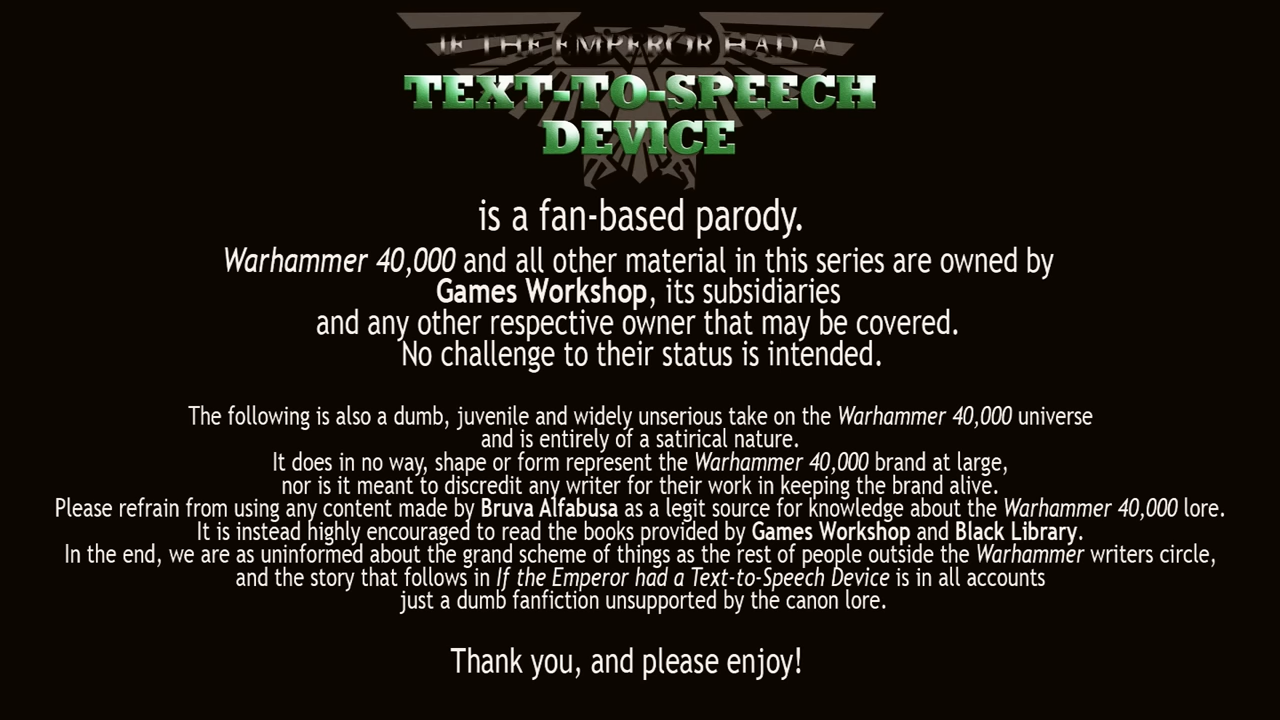 IF THE EMPEROR HAD A
TEXT-TO-SPEECH
DEVICE
is a fan-based parody.
Warhammer 40,000 and all other material in this series are owned by
Games Workshop, its subsidiaries
and any other respective owner that may be covered.
No challenge to their status is intended.
The following is also a dumb, juvenile and widely unserious take on the Warhammer 40,000 universe
and is entirely of a satirical nature.
It does in no way, shape or form represent the Warhammer 40,000 brand at large,
nor is it meant to discredit any writer for their work in keeping the brand alive.
Please refrain from using any content made by Bruva Alfabusa as a legit source for knowledge about the Warhammer 40,000 lore.
It is instead highly encouraged to read the books provided by Games Workshop and Black Library.
In the end, we are as uninformed about the grand scheme of things as the rest of people outside the Warhammer writers circle,
and the story that follows in If the Emperor had a Text-to-Speech Device is in all accounts
just a dumb fanfiction unsupported by the canon lore.
Thank you, and please enjoy!